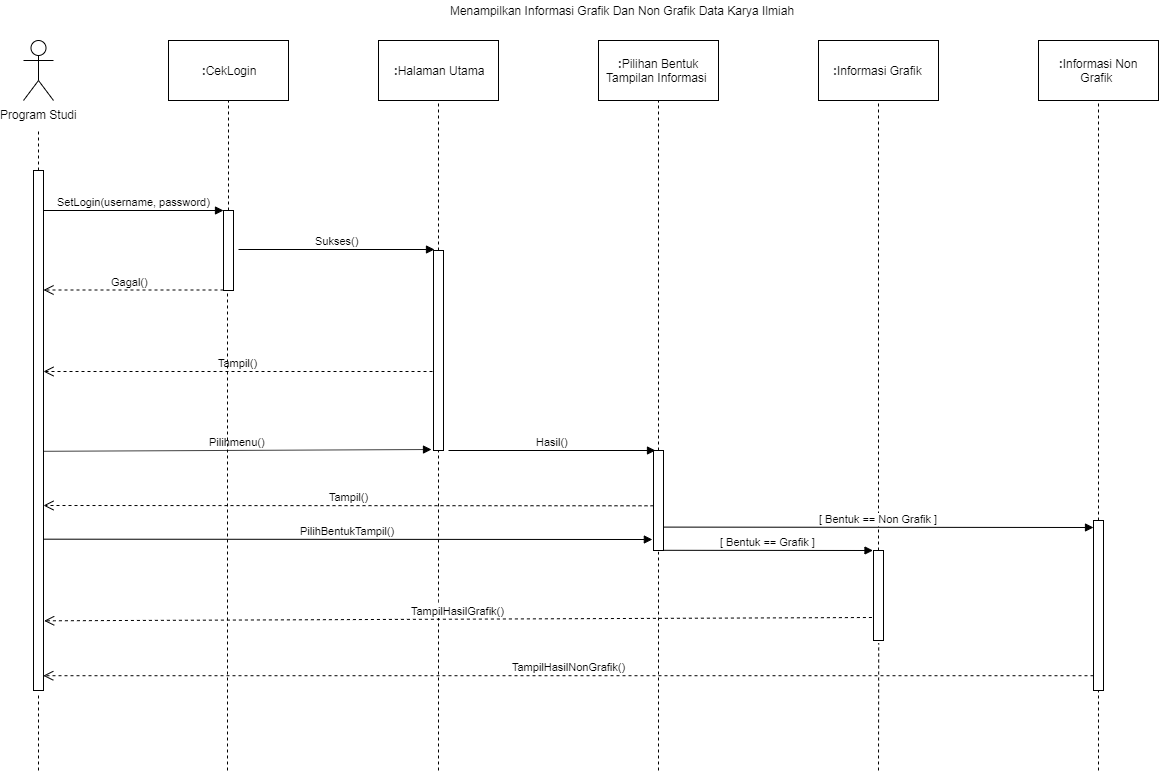 Menampilkan Informasi Grafik Dan Non Grafik Data Karya Ilmiah
Program Studi
:CekLogin
:Halaman Utama
:Pilihan Bentuk
Tampilan Informasi
:Informasi Grafik
:Informasi Non
Grafik
SetLogin(username, password)
Sukses()
Gagal()
Tampil()
Pilihmenu()
Hasil()
Tampil()
[ Bentuk == Non Grafik ]
PilihBentukTampil()
[ Bentuk == Grafik ]
TampilHasilGrafik()
TampilHasilNonGrafik()